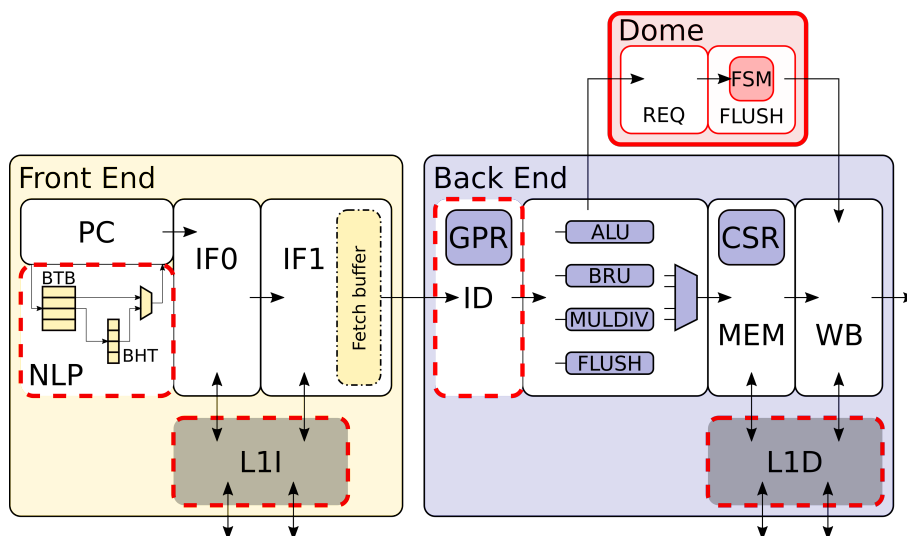 Dome
REQ
FSM
FLUSH
Front End
PC
IF0
IF1
Fetch buffer
BTB
BHT
NLP
L1I
Back End
GPR
ID
ALU
BRU
MULDIV
FLUSH
CSR
MEM
WB
L1D